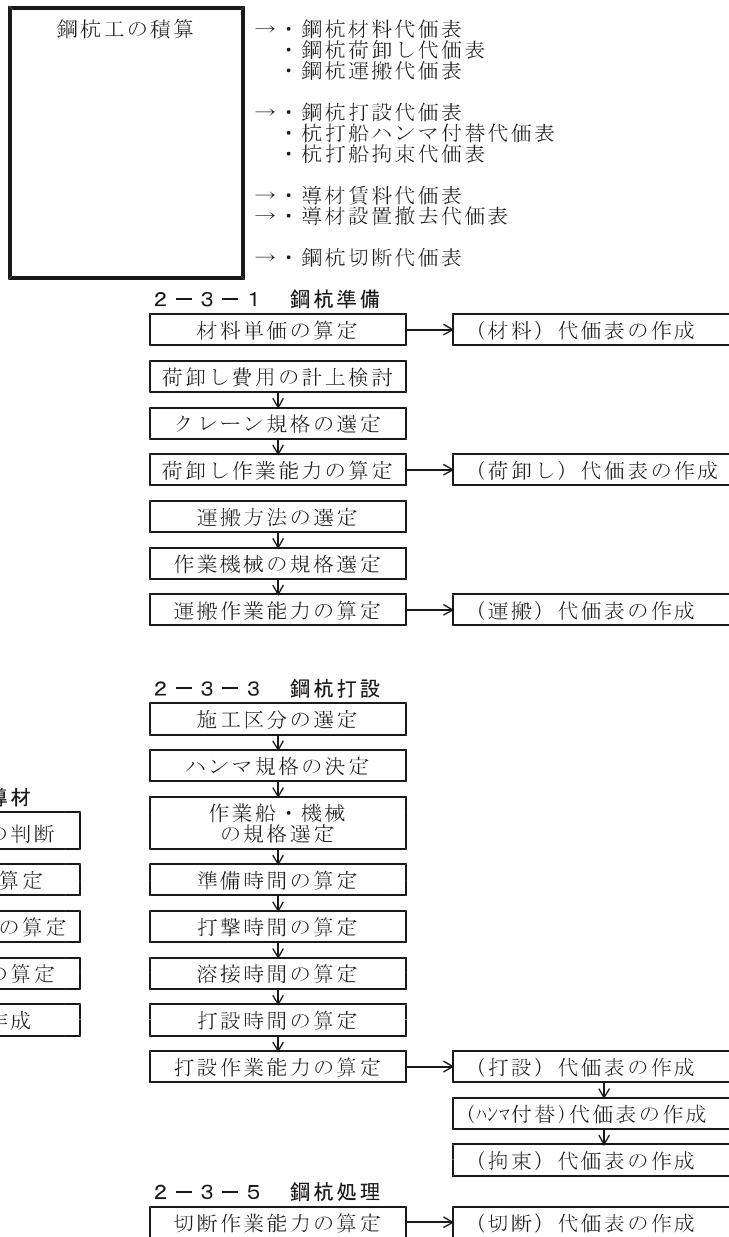 鋼杭工の積算
→・鋼杭材料代価表
・鋼杭荷卸し代価表
・鋼杭運搬代価表
→・鋼杭打設代価表
・杭打船ハンマ付替代価表
・杭打船拘束代価表
→・導材賃料代価表
→・導材設置撤去代価表
→・鋼杭切断代価表
2－3－1　鋼杭準備
材料単価の算定
（材料）代価表の作成
荷卸し費用の計上検討
クレーン規格の選定
荷卸し作業能力の算定
（荷卸し）代価表の作成
運搬方法の選定
作業機械の規格選定
運搬作業能力の算定
（運搬）代価表の作成
2－3－3　鋼杭打設
施工区分の選定
ハンマ規格の決定
作業船・機械
の規格選定
準備時間の算定
打撃時間の算定
溶接時間の算定
打設時間の算定
打設作業能力の算定
（打設）代価表の作成
(ﾊﾝﾏ付替)代価表の作成
（拘束）代価表の作成
導材
の判断
算定
の算定
の算定
作成
2－3－5　鋼杭処理
切断作業能力の算定
（切断）代価表の作成